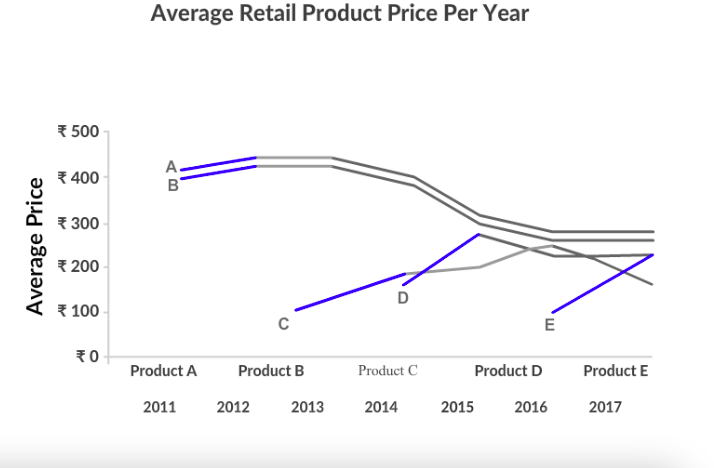 Average Retail Product Price Per Year
Average Price
₹ 500
₹ 400
₹ 300
₹ 200
₹ 100
₹ 0
A
B
C
D
E
Product A Product B Product C Product D Product E
2011 2012 2013 2014 2015 2016 2017